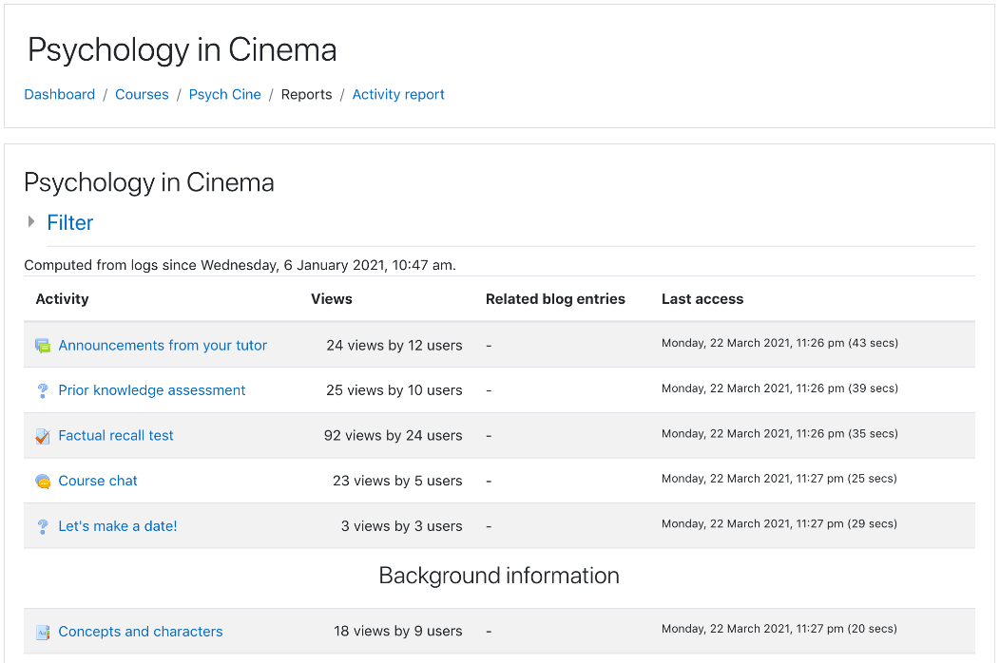 Psychology in Cinema
Dashboard / Courses / Psych Cine / Reports / Activity report
Psychology in Cinema
Filter
Computed from logs since Wednesday, 6 January 2021, 10:47 am.
Activity Views Related blog entries Last access
Announcements from your tutor 24 views by 12 users - Monday, 22 March 2021, 11:26 pm (43 secs)
Prior knowledge assessment 25 views by 10 users - Monday, 22 March 2021, 11:26 pm (39 secs)
Factual recall test 92 views by 24 users - Monday, 22 March 2021, 11:26 pm (35 secs)
Course chat 23 views by 5 users - Monday, 22 March 2021, 11:27 pm (25 secs)
Let's make a date! 3 views by 3 users - Monday, 22 March 2021, 11:27 pm (29 secs)
Background information
Concepts and characters 18 views by 9 users - Monday, 22 March 2021, 11:27 pm (20 secs)